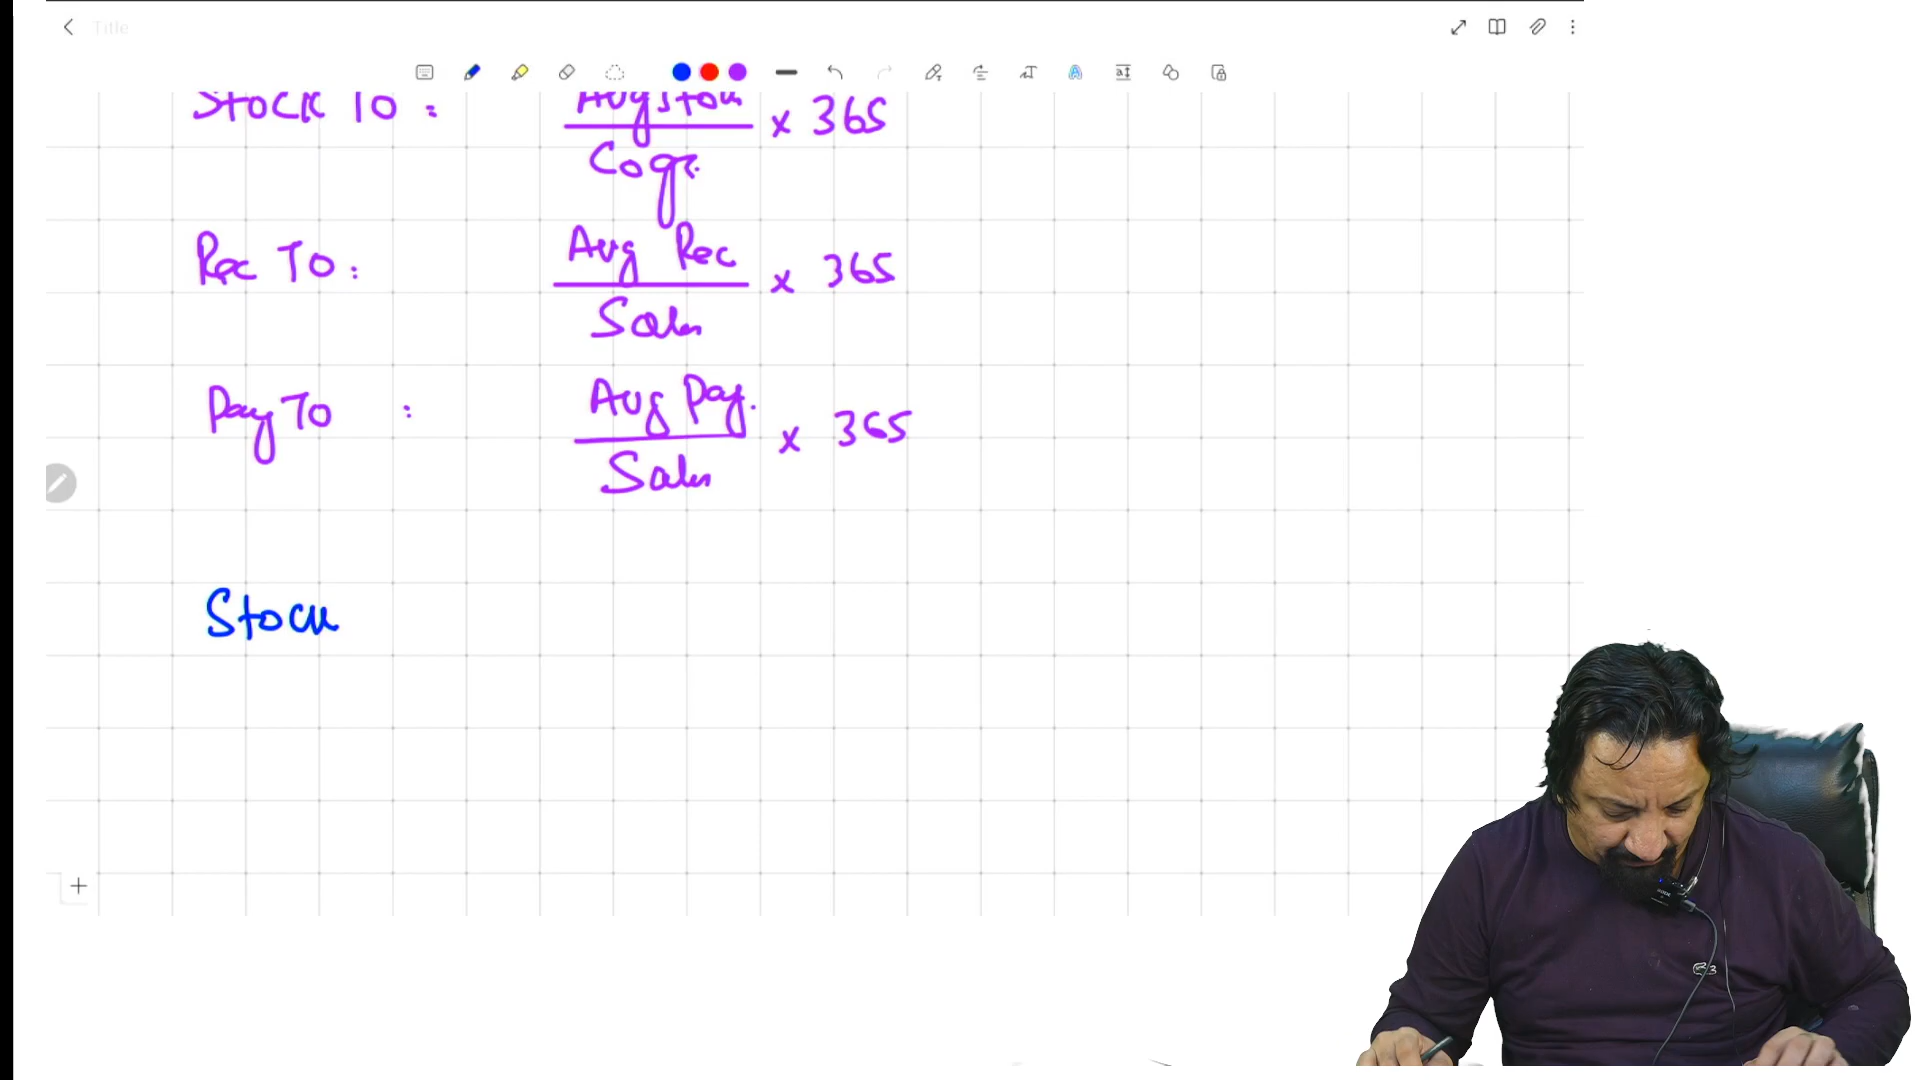 Title
Stock TO : Avg Stock × 365
Cogs
Rec TO : Avg Rec × 365
Sales
Pay TO : Avg Pay. × 365
Sales
Stock